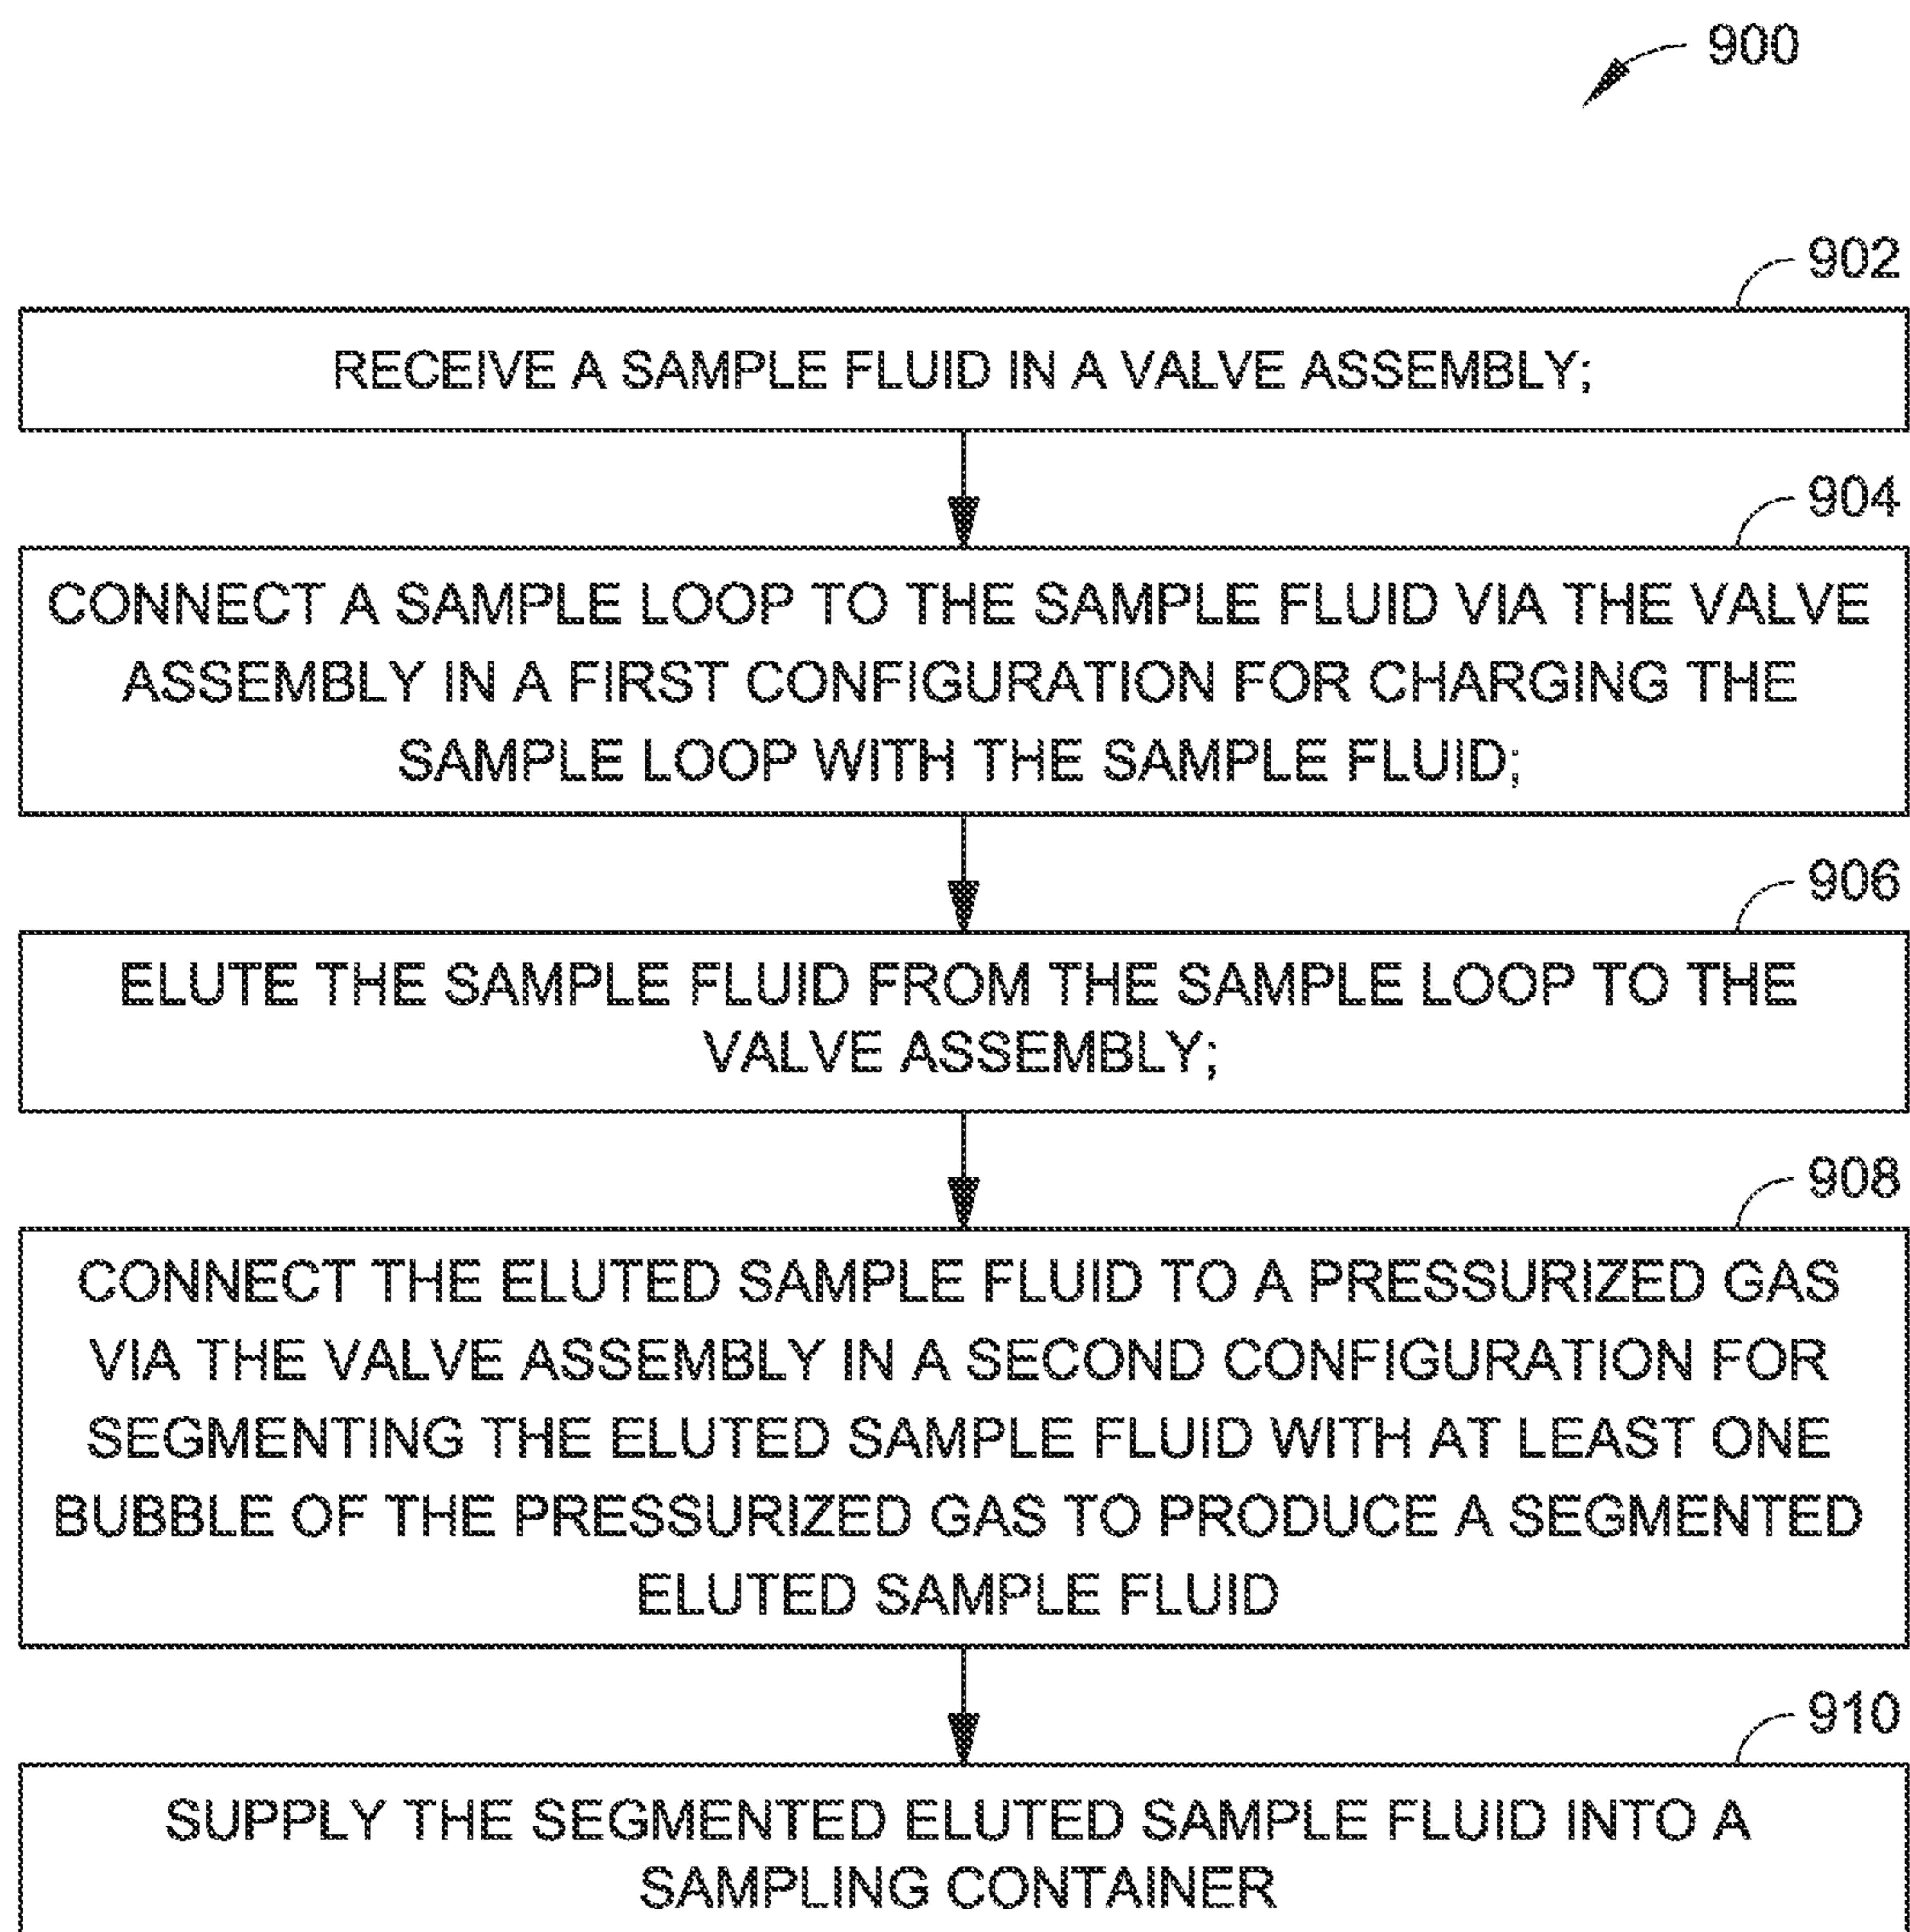 900
902
RECEIVE A SAMPLE FLUID IN A VALVE ASSEMBLY;
904
CONNECT A SAMPLE LOOP TO THE SAMPLE FLUID VIA THE VALVE
ASSEMBLY IN A FIRST CONFIGURATION FOR CHARGING THE
SAMPLE LOOP WITH THE SAMPLE FLUID;
906
ELUTE THE SAMPLE FLUID FROM THE SAMPLE LOOP TO THE
VALVE ASSEMBLY;
908
CONNECT THE ELUTED SAMPLE FLUID TO A PRESSURIZED GAS
VIA THE VALVE ASSEMBLY IN A SECOND CONFIGURATION FOR
SEGMENTING THE ELUTED SAMPLE FLUID WITH AT LEAST ONE
BUBBLE OF THE PRESSURIZED GAS TO PRODUCE A SEGMENTED
ELUTED SAMPLE FLUID
910
SUPPLY THE SEGMENTED ELUTED SAMPLE FLUID INTO A
SAMPLING CONTAINER